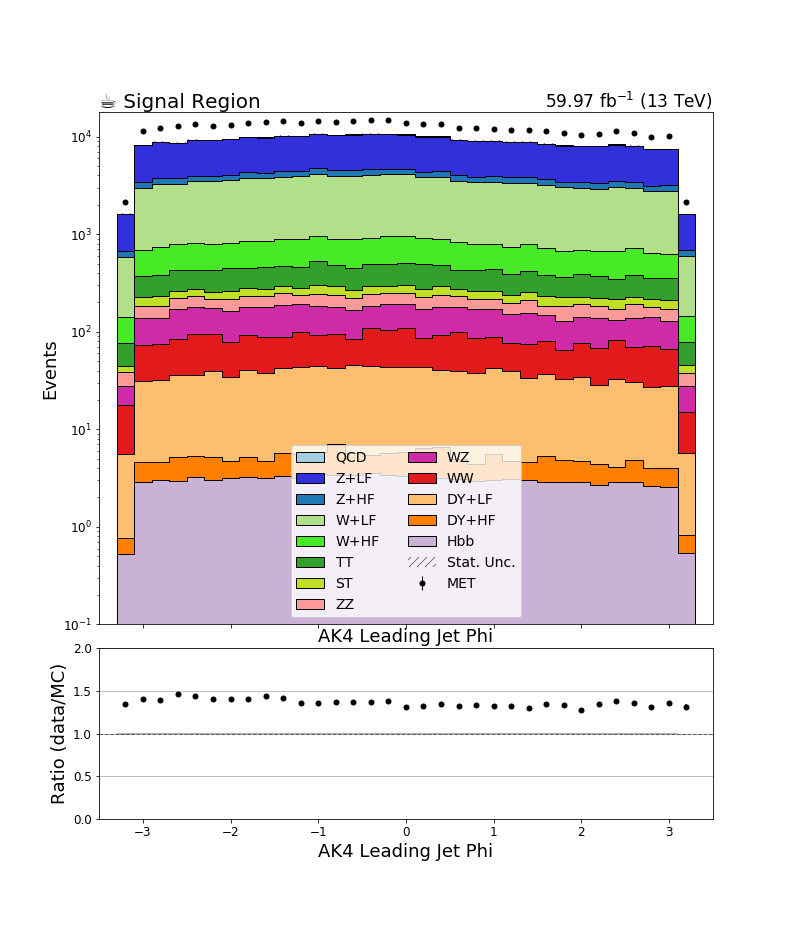 ☕ Signal Region
59.97 fb⁻¹ (13 TeV)
10⁴
10³
10²
10¹
10⁰
10⁻¹
Events
QCD
Z+LF
Z+HF
W+LF
W+HF
TT
ST
ZZ
WZ
WW
DY+LF
DY+HF
Hbb
Stat. Unc.
MET
AK4 Leading Jet Phi
2.0
1.5
1.0
0.5
0.0
Ratio (data/MC)
−3 −2 −1 0 1 2 3
AK4 Leading Jet Phi